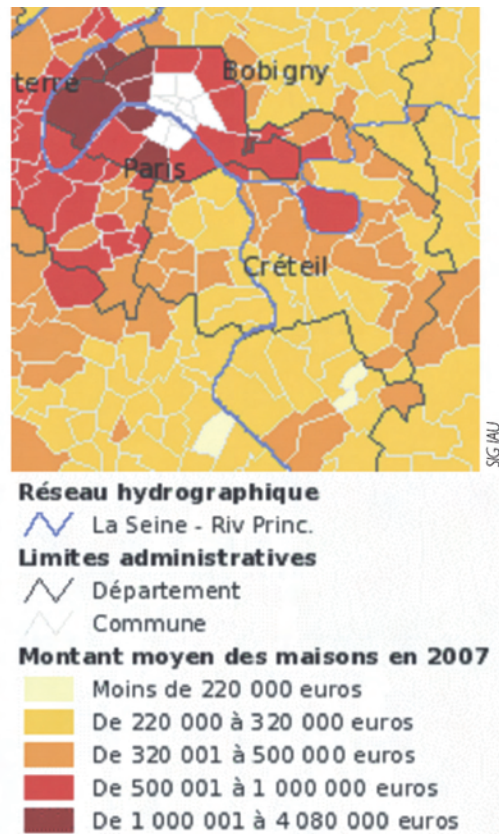 Bobigny
terre
Paris
Créteil
SIG IAU
Réseau hydrographique
La Seine - Riv Princ.
Limites administratives
Département
Commune
Montant moyen des maisons en 2007
Moins de 220 000 euros
De 220 000 à 320 000 euros
De 320 001 à 500 000 euros
De 500 001 à 1 000 000 euros
De 1 000 001 à 4 080 000 euros